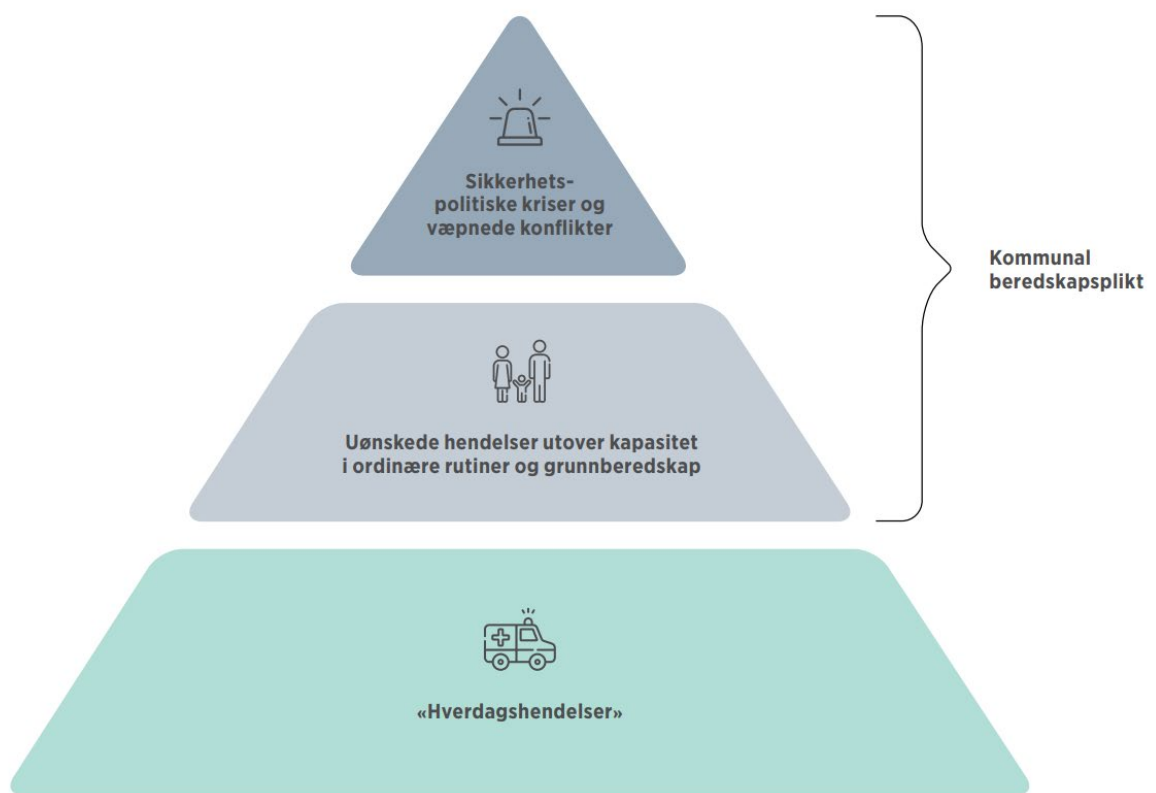 Sikkerhets-
politiske kriser og
væpnede konflikter
Kommunal
beredskapsplikt
Uønskede hendelser utover kapasitet
i ordinære rutiner og grunnberedskap
«Hverdagshendelser»